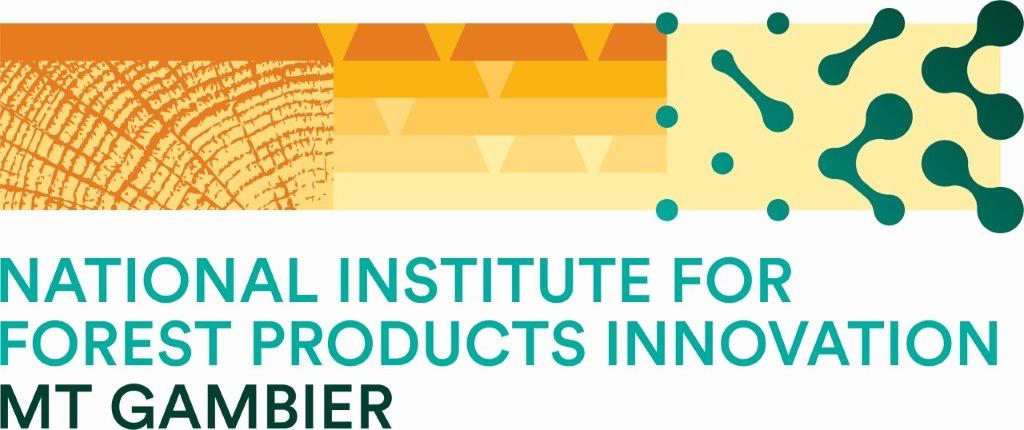 NATIONAL INSTITUTE FOR
FOREST PRODUCTS INNOVATION
MT GAMBIER